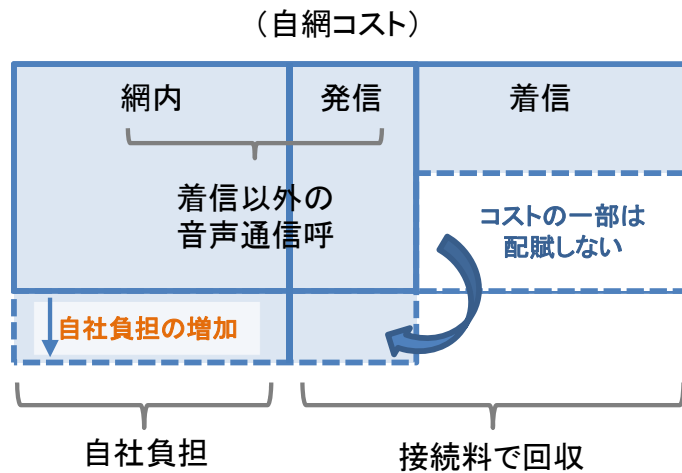 （自網コスト）
網内
発信
着信
着信以外の
音声通信呼
コストの一部は
配賦しない
自社負担の増加
自社負担
接続料で回収